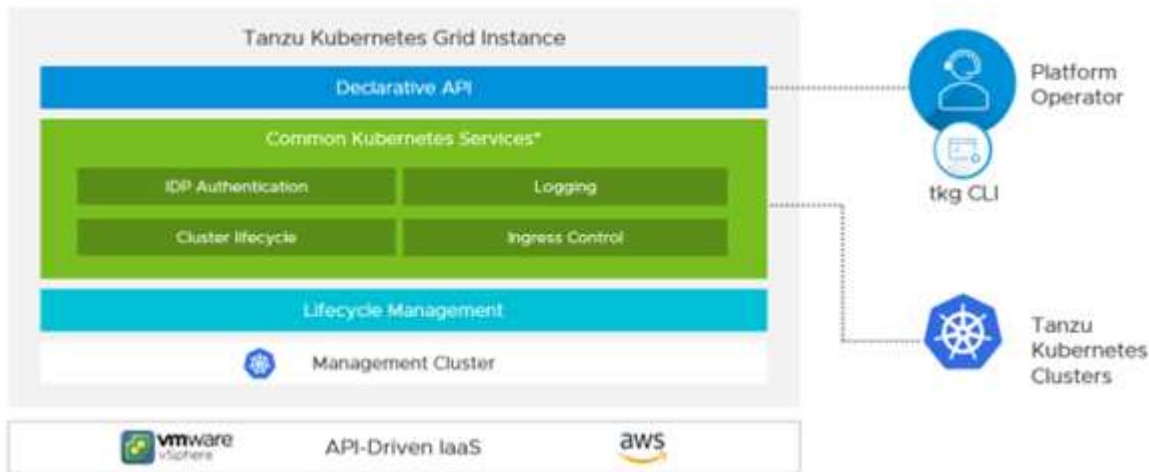 Tanzu Kubernetes Grid Instance
Declarative API
Common Kubernetes Services*
IDP Authentication
Logging
Cluster lifecycle
Ingress Control
Lifecycle Management
Management Cluster
vmware
vSphere
API-Driven IaaS
aws
Platform
Operator
tkg CLI
Tanzu
Kubernetes
Clusters